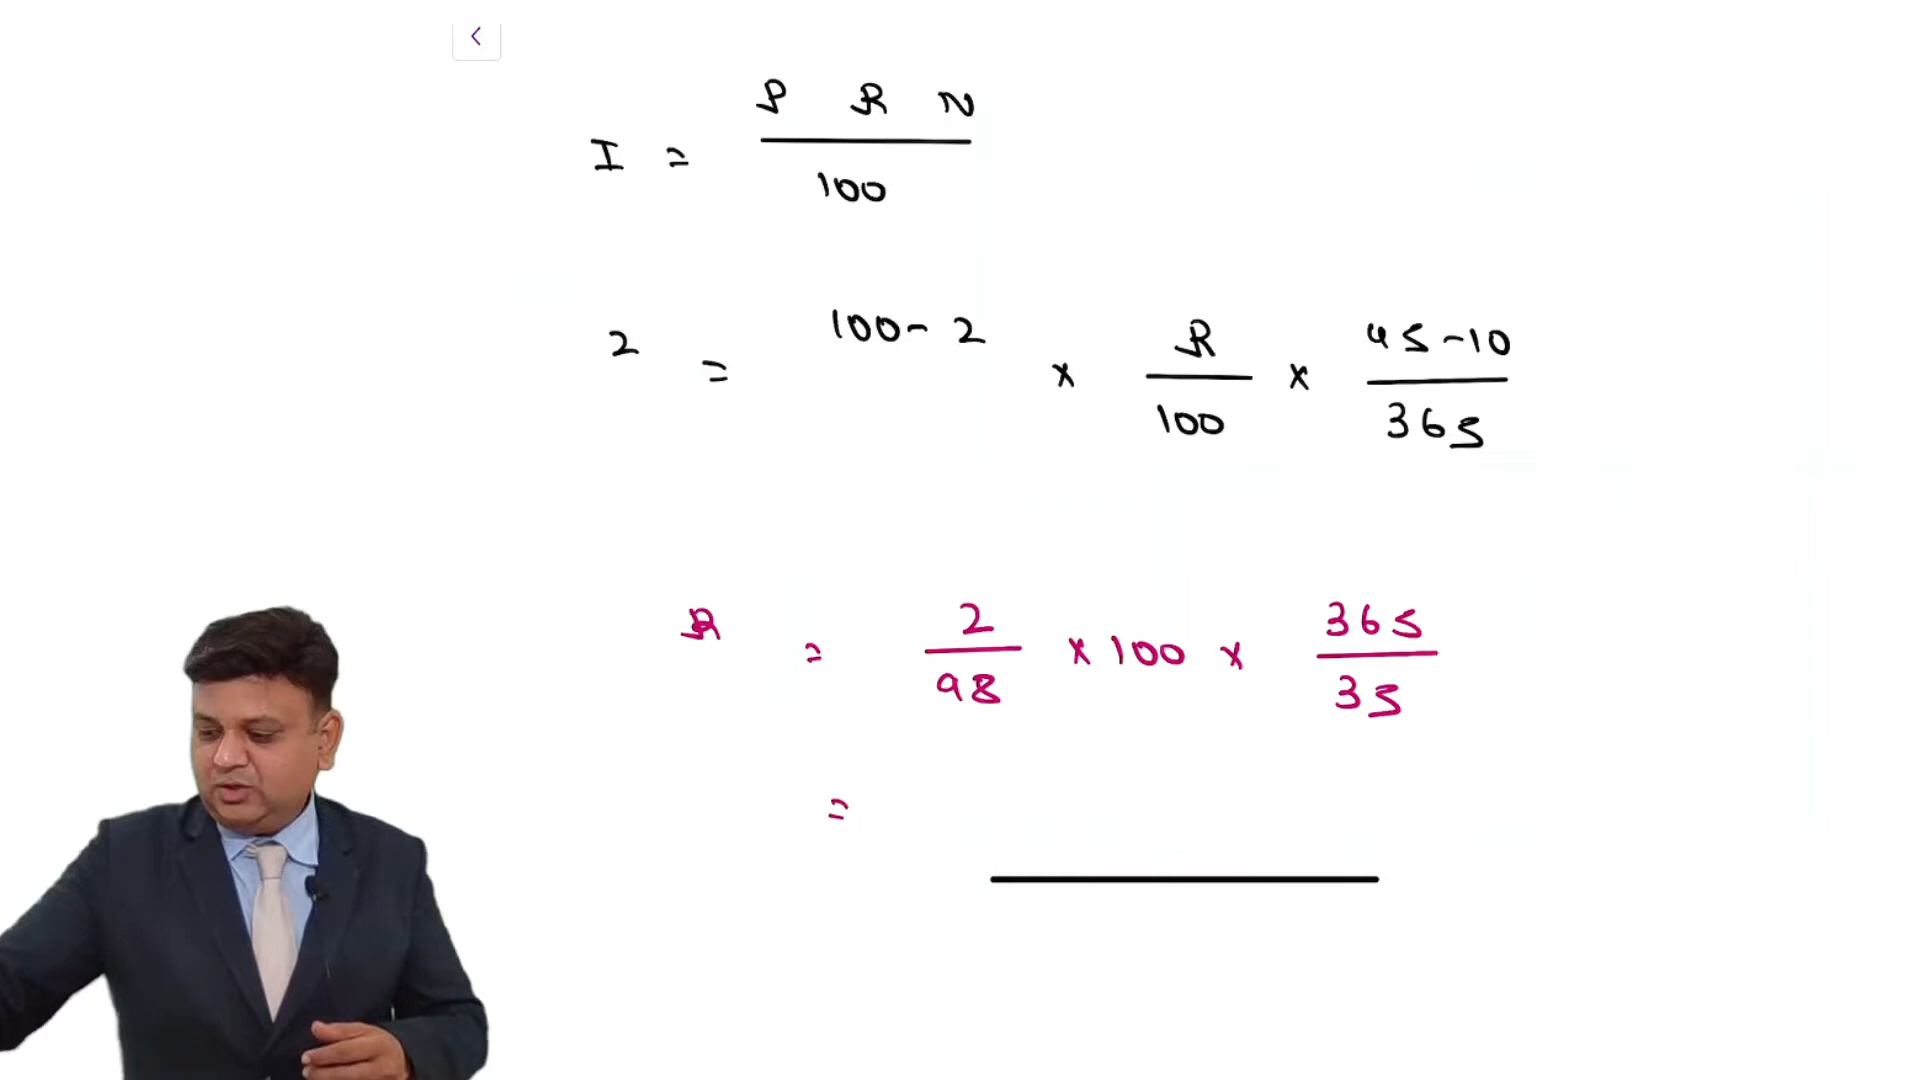 I = P R N / 100
2 = 100 - 2 × R / 100 × 45 - 10 / 365
R = 2 / 98 × 100 × 365 / 35
=